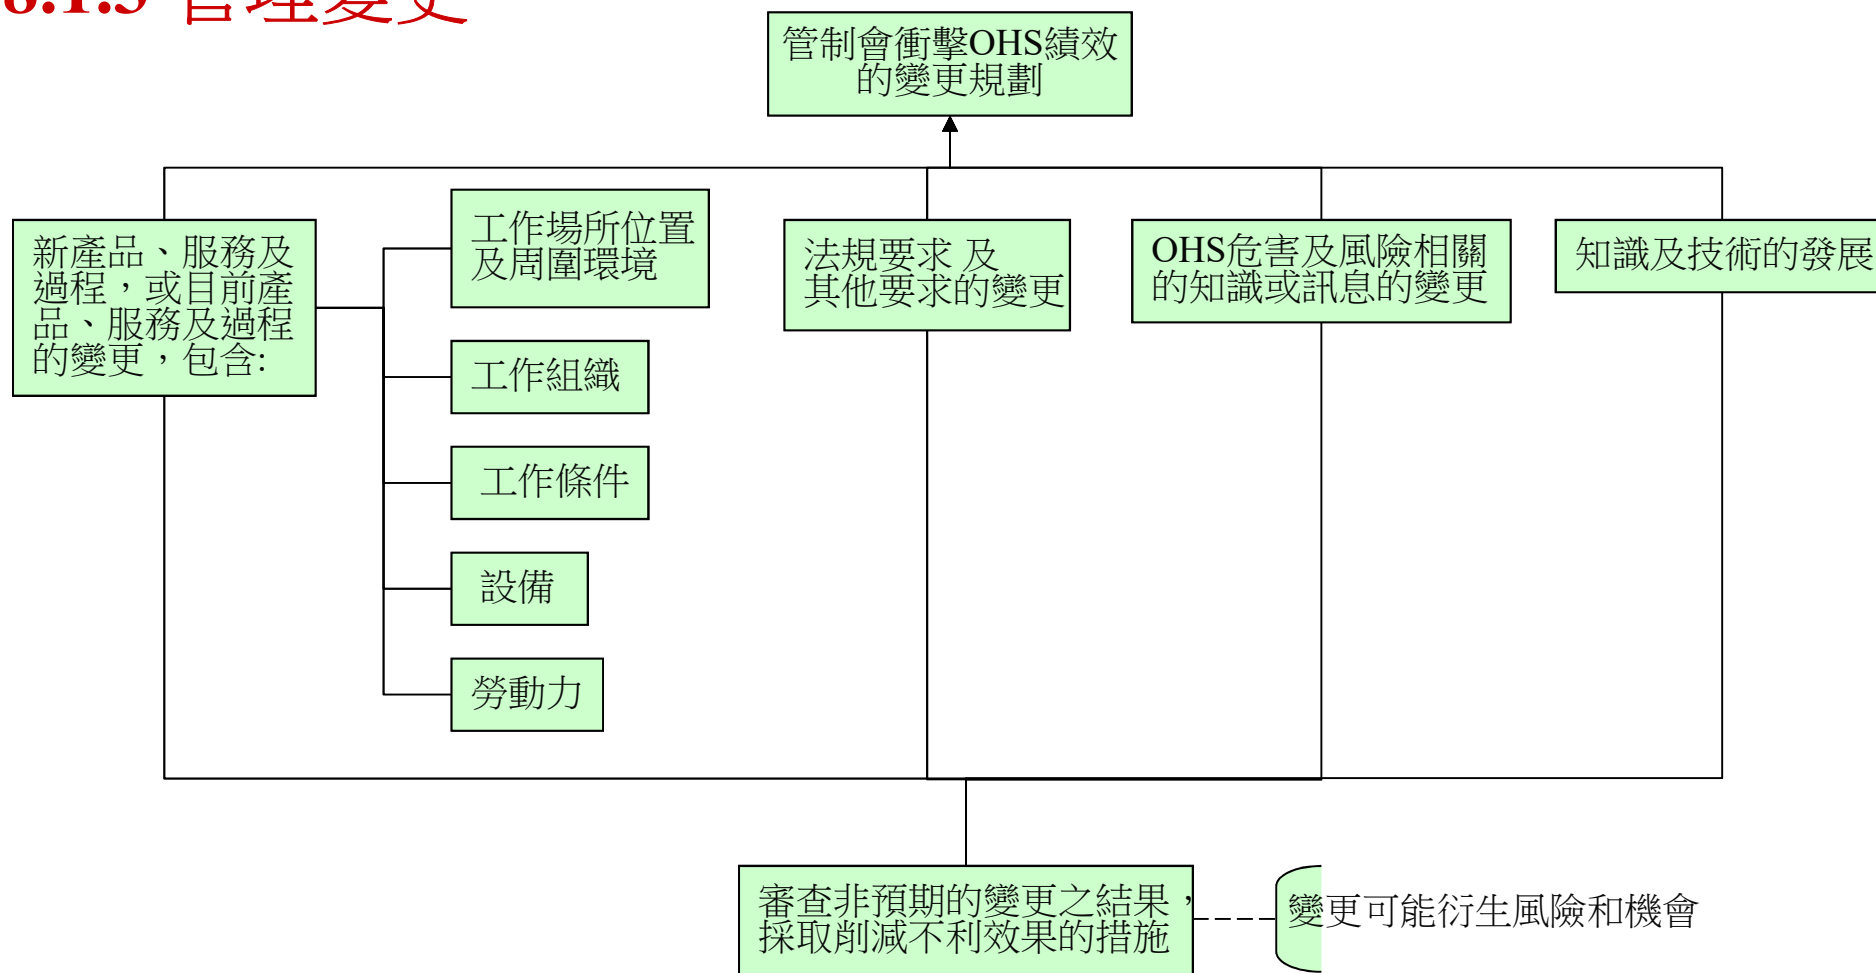 8.1.3 管理變更
管制會衝擊OHS績效
的變更規劃
新產品、服務及
過程，或目前產
品、服務及過程
的變更，包含:
工作場所位置
及周圍環境
工作組織
工作條件
設備
勞動力
法規要求 及
其他要求的變更
OHS危害及風險相關
的知識或訊息的變更
知識及技術的發展
審查非預期的變更之結果，
採取削減不利效果的措施
變更可能衍生風險和機會